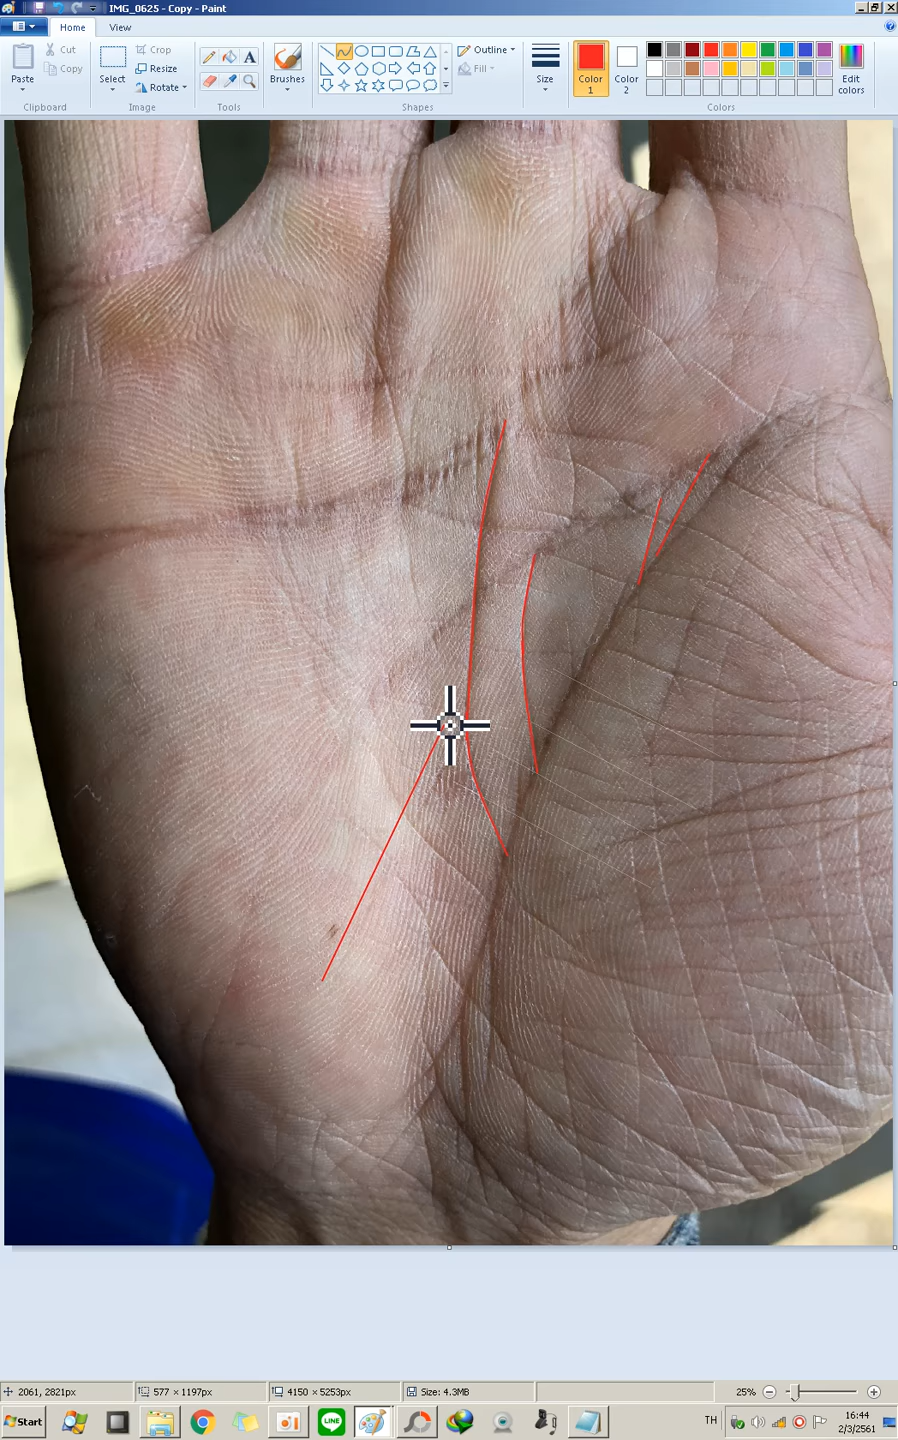 IMG_0625 - Copy - Paint
Home View
Paste
Cut
Copy
Clipboard
Select
Crop
Resize
Rotate
Image
A
Tools
Brushes
Outline
Fill
Shapes
Size
Color 1
Color 2
Edit colors
Colors
2061, 2821px
577 × 1197px
4150 × 5253px
Size: 4.3MB
25%
Start
LINE
TH
16:44
2/3/2561